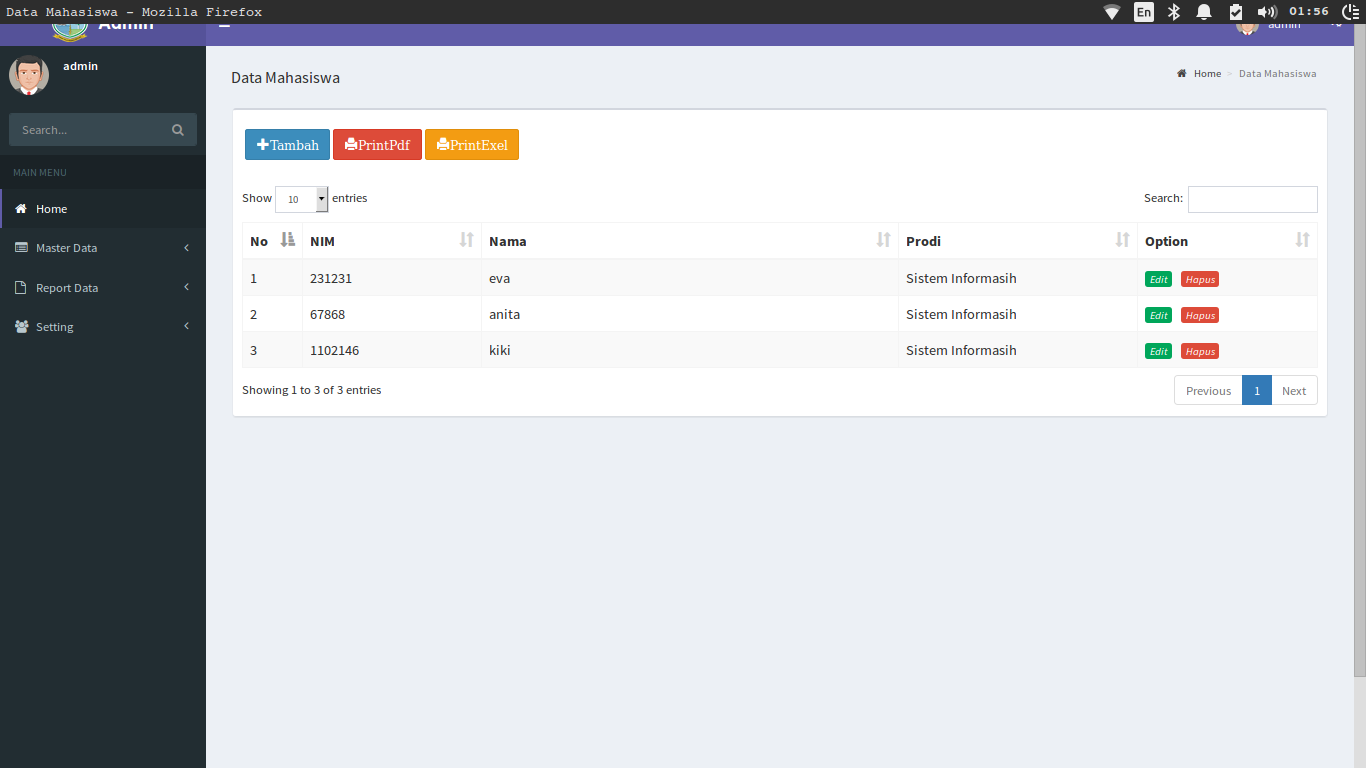 Data Mahasiswa - Mozilla Firefox
En
01:56
Admin
admin
admin
Search...
MAIN MENU
Home
Master Data
Report Data
Setting
Data Mahasiswa
Home > Data Mahasiswa
Tambah PrintPdf PrintExel
Show 10 entries
Search:
No NIM Nama Prodi Option
1 231231 eva Sistem Informasih Edit Hapus
2 67868 anita Sistem Informasih Edit Hapus
3 1102146 kiki Sistem Informasih Edit Hapus
Showing 1 to 3 of 3 entries
Previous 1 Next